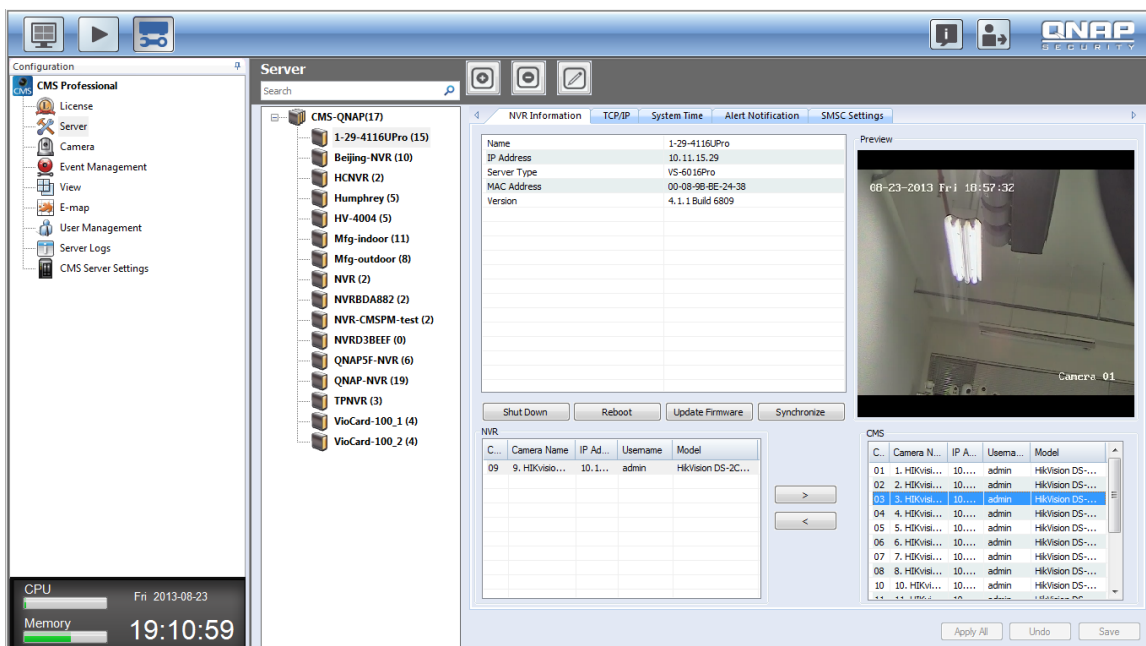 QNAP
SECURITY
Configuration
CMS
CMS Professional
License
Server
Camera
Event Management
View
E-map
User Management
Server Logs
CMS Server Settings
CPU
Fri 2013-08-23
Memory
19:10:59
Server
Search
CMS-QNAP(17)
1-29-4116UPro (15)
Beijing-NVR (10)
HCNVR (2)
Humphrey (5)
HV-4004 (5)
Mfg-indoor (11)
Mfg-outdoor (8)
NVR (2)
NVRBDA882 (2)
NVR-CMSPM-test (2)
NVRD3BEEF (0)
QNAP5F-NVR (6)
QNAP-NVR (19)
TPNVR (3)
VioCard-100_1 (4)
VioCard-100_2 (4)
NVR Information TCP/IP System Time Alert Notification SMSC Settings
Name 1-29-4116UPro
IP Address 10.11.15.29
Server Type VS-6016Pro
MAC Address 00-08-9B-BE-24-38
Version 4.1.1 Build 6809
Preview
08-23-2013 Fri 18:57:32
Camera 01
Shut Down Reboot Update Firmware Synchronize
NVR
C... Camera Name IP Ad... Username Model
09 9. HIKvisio... 10.1... admin HikVision DS-2C...
>
<
CMS
C.. Camera N... IP A... Userna... Model
01 1. HIKvisi... 10.... admin HikVision DS-...
02 2. HIKvisi... 10.... admin HikVision DS-...
03 3. HIKvisi... 10.... admin HikVision DS-...
04 4. HIKvisi... 10.... admin HikVision DS-...
05 5. HIKvisi... 10.... admin HikVision DS-...
06 6. HIKvisi... 10.... admin HikVision DS-...
07 7. HIKvisi... 10.... admin HikVision DS-...
08 8. HIKvisi... 10.... admin HikVision DS-...
10 10. HIKvi... 10.... admin HikVision DS-...
Apply All Undo Save